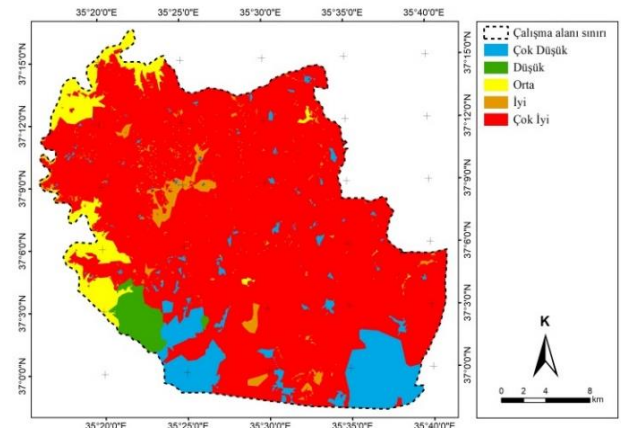 35°20'0"E 35°25'0"E 35°30'0"E 35°35'0"E 35°40'0"E
37°15'0"N
37°12'0"N
37°9'0"N
37°6'0"N
37°3'0"N
37°0'0"N
37°15'0"N
37°12'0"N
37°9'0"N
37°6'0"N
37°3'0"N
37°0'0"N
35°20'0"E 35°25'0"E 35°30'0"E 35°35'0"E 35°40'0"E
Çalışma alanı sınırı
Çok Düşük
Düşük
Orta
İyi
Çok İyi
K
0 2 4 8
km